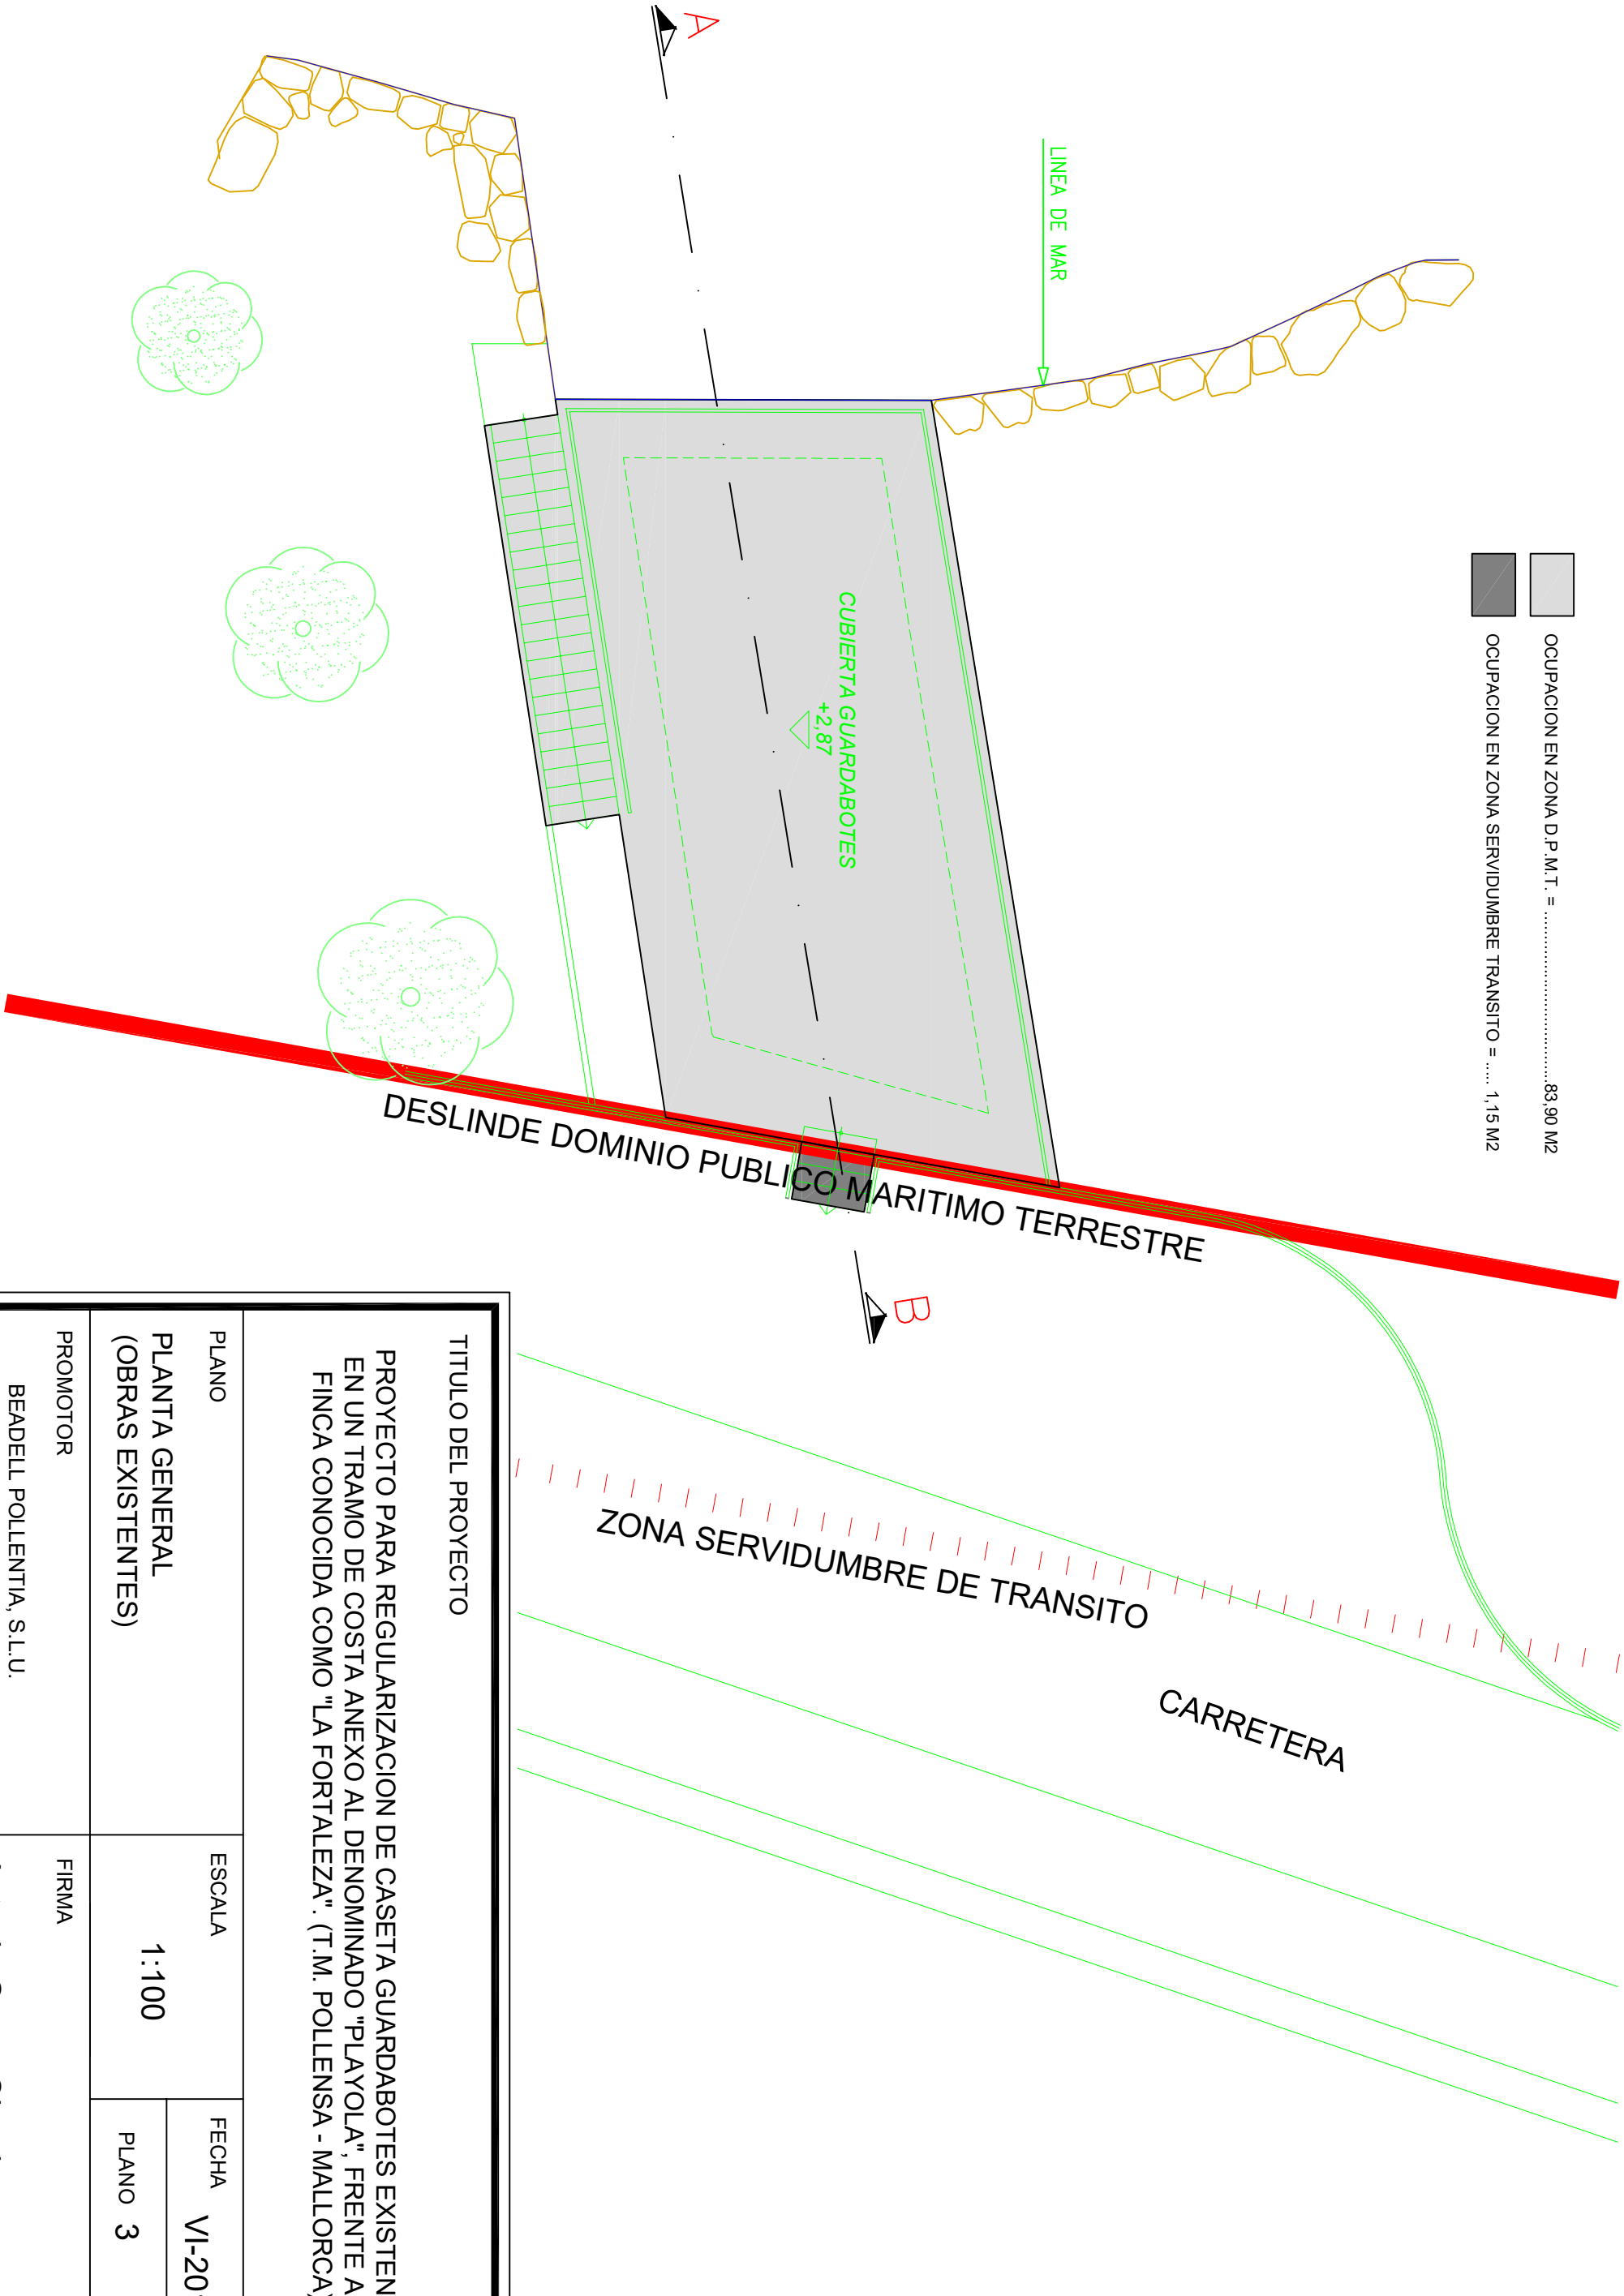 OCUPACION EN ZONA D.P.M.T. = ........................................83,90 M2
OCUPACION EN ZONA SERVIDUMBRE TRANSITO = ..... 1,15 M2
LINEA DE MAR
A
B
CUBIERTA GUARDABOTES
+2,87
DESLINDE DOMINIO PUBLICO MARITIMO TERRESTRE
ZONA SERVIDUMBRE DE TRANSITO
CARRETERA
TITULO DEL PROYECTO
PROYECTO PARA REGULARIZACION DE CASETA GUARDABOTES EXISTEN
EN UN TRAMO DE COSTA ANEXO AL DENOMINADO "PLAYOLA", FRENTE A
FINCA CONOCIDA COMO "LA FORTALEZA". (T.M. POLLENSA - MALLORCA)
PLANO
PLANTA GENERAL
(OBRAS EXISTENTES)
ESCALA
1:100
FECHA
VI-20
PLANO 3
PROMOTOR
BEADELL POLLENTIA, S.L.U.
FIRMA